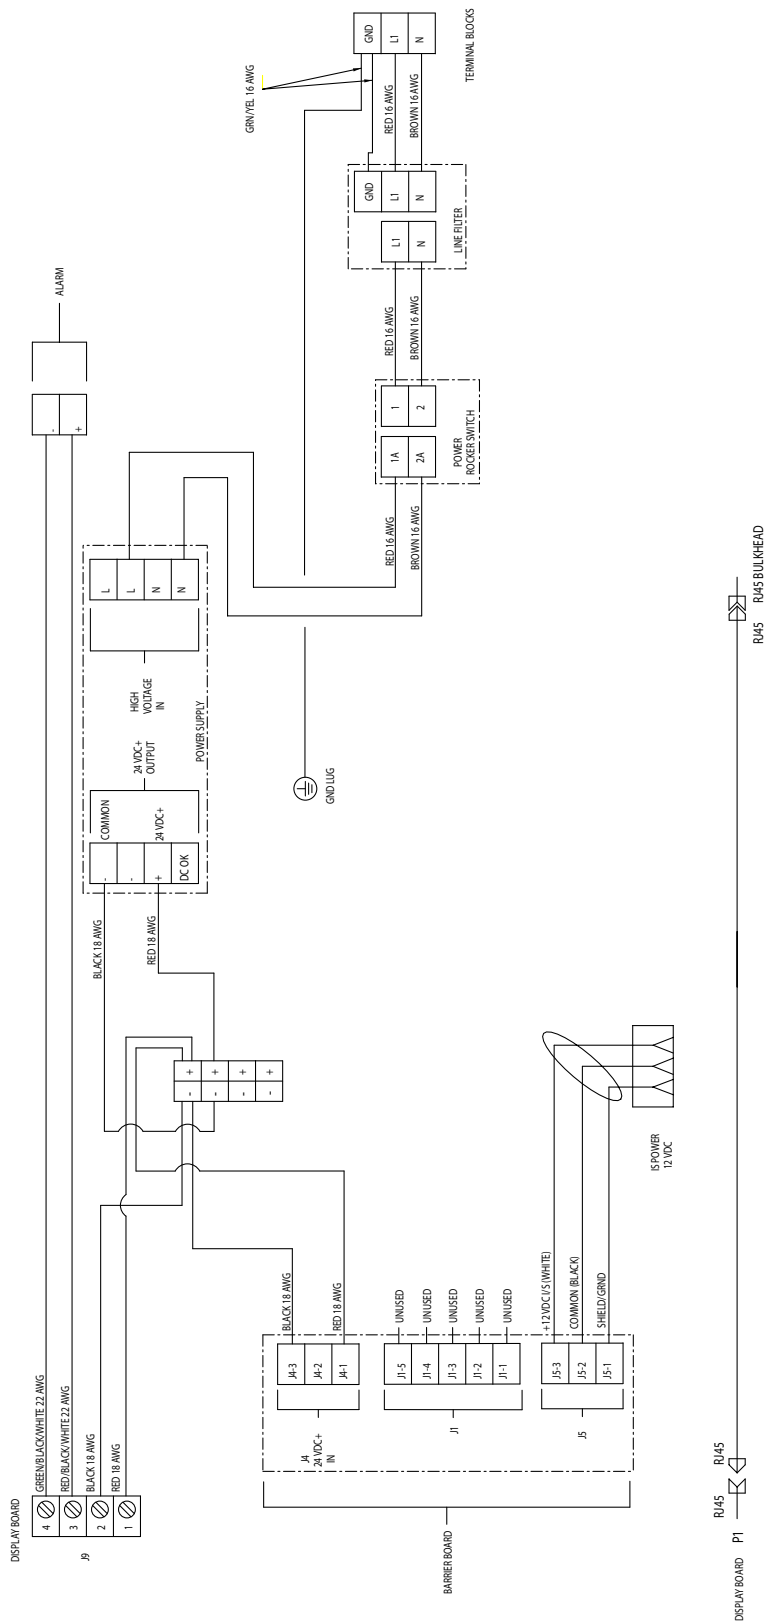 DISPLAY BOARD
J9
4
3
2
1
GREEN/BLACK/WHITE 22 AWG
RED/BLACK/WHITE 22 AWG
BLACK 18 AWG
RED 18 AWG
-
+
ALARM
BLACK 18 AWG
RED 18 AWG
-
-
+
DC OK
COMMON
24 VDC+
24 VDC+
OUTPUT
HIGH
VOLTAGE
IN
POWER SUPPLY
L
L
N
N
- +
- +
- +
- +
GND LUG
GRN/YEL 16 AWG
RED 16 AWG
BROWN 16 AWG
1A
2A
1
2
POWER
ROCKER SWITCH
RED 16 AWG
BROWN 16 AWG
L1
N
GND
L1
N
LINE FILTER
RED 16 AWG
BROWN 16 AWG
GND
L1
N
TERMINAL BLOCKS
BARRIER BOARD
J4
24 VDC+
IN
J4-3
J4-2
J4-1
BLACK 18 AWG
RED 18 AWG
J1
J1-5
J1-4
J1-3
J1-2
J1-1
UNUSED
UNUSED
UNUSED
UNUSED
UNUSED
J5
J5-3
J5-2
J5-1
+12 VDC I/S (WHITE)
COMMON (BLACK)
SHIELD/GRND
IS POWER
12 VDC
DISPLAY BOARD P1
RJ45
RJ45
RJ45
RJ45 BULKHEAD